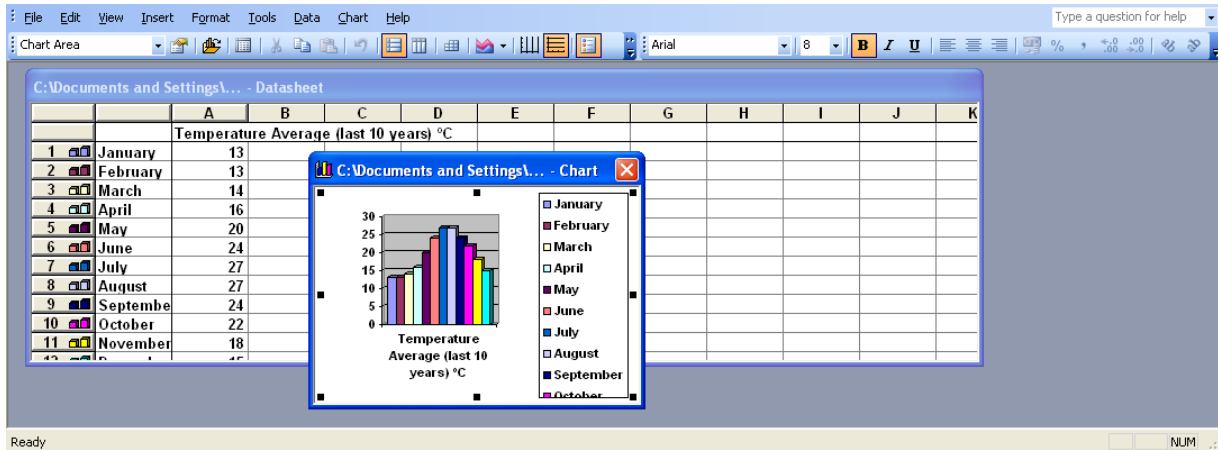 File Edit View Insert Format Tools Data Chart Help Type a question for help
Chart Area Arial 8 B I U % ,
C:\Documents and Settings\... - Datasheet
A B C D E F G H I J K
Temperature Average (last 10 years) °C
1 January 13
2 February 13
3 March 14
4 April 16
5 May 20
6 June 24
7 July 27
8 August 27
9 Septembe 24
10 October 22
11 November 18
C:\Documents and Settings\... - Chart
30
25
20
15
10
5
0
Temperature
Average (last 10
years) °C
January
February
March
April
May
June
July
August
September
October
Ready NUM